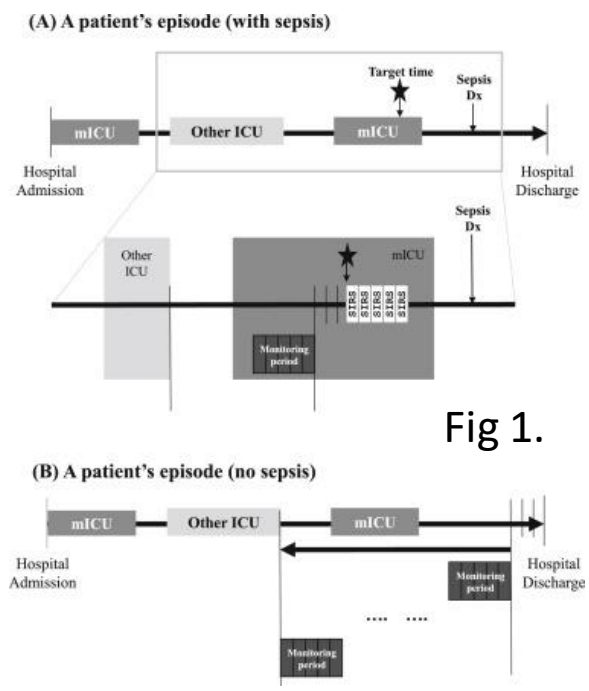 (A) A patient's episode (with sepsis)
Target time
Sepsis
Dx
mICU
Other ICU
mICU
Hospital
Admission
Hospital
Discharge
Sepsis
Dx
Other
ICU
mICU
SIRS
SIRS
SIRS
SIRS
SIRS
Monitoring
period
Fig 1.
(B) A patient's episode (no sepsis)
mICU
Other ICU
mICU
Hospital
Admission
Hospital
Discharge
Monitoring
period
.... ....
Monitoring
period